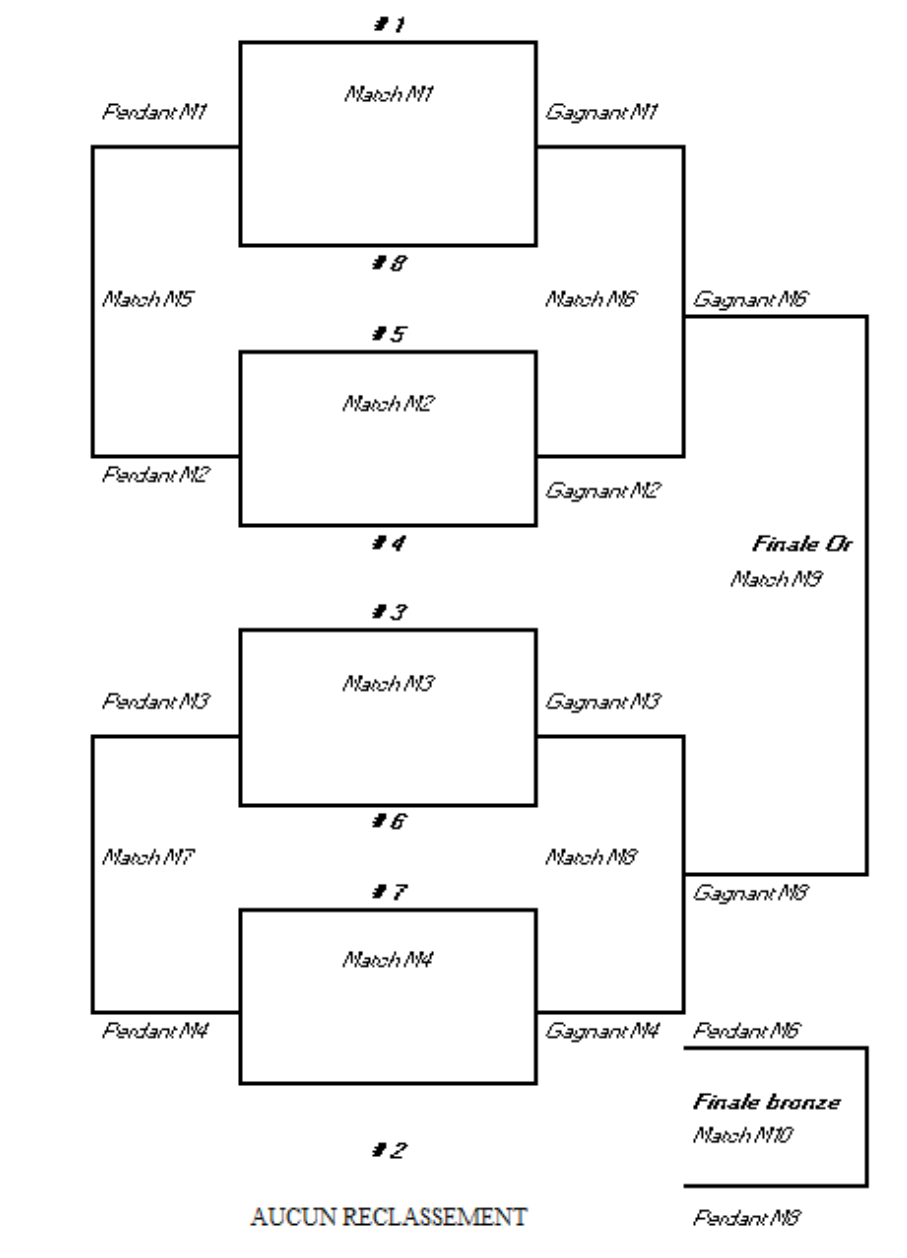 # 1
Match M1
Perdant M1
Gagnant M1
# 8
Match M5
Match M6
Gagnant M6
# 5
Match M2
Perdant M2
Gagnant M2
# 4
Finale Or
Match M9
# 3
Match M3
Perdant M3
Gagnant M3
# 6
Match M7
Match M8
# 7
Gagnant M8
Match M4
Perdant M4
Gagnant M4
Perdant M6
Finale bronze
Match M10
# 2
AUCUN RECLASSEMENT
Perdant M8